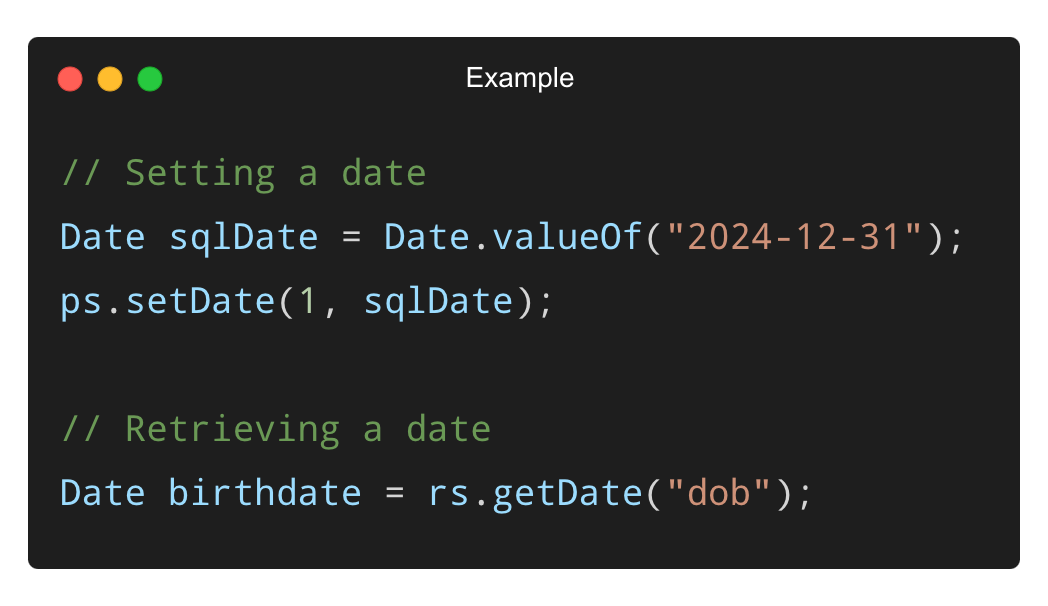 Example
// Setting a date
Date sqlDate = Date.valueOf("2024-12-31");
ps.setDate(1, sqlDate);
// Retrieving a date
Date birthdate = rs.getDate("dob");